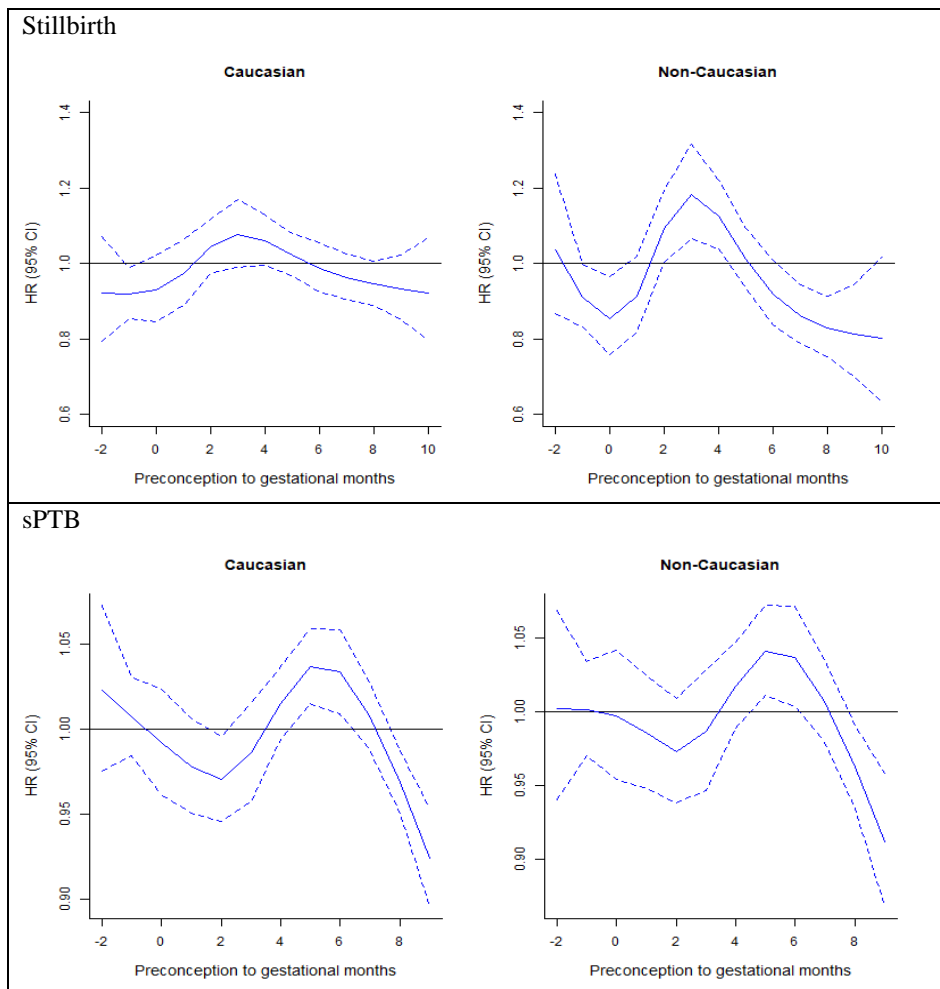 Stillbirth
Caucasian
HR (95% CI)
1.4
1.2
1.0
0.8
0.6
-2 0 2 4 6 8 10
Preconception to gestational months
Non-Caucasian
HR (95% CI)
1.4
1.2
1.0
0.8
0.6
-2 0 2 4 6 8 10
Preconception to gestational months
sPTB
Caucasian
HR (95% CI)
1.05
1.00
0.95
0.90
-2 0 2 4 6 8
Preconception to gestational months
Non-Caucasian
HR (95% CI)
1.05
1.00
0.95
0.90
-2 0 2 4 6 8
Preconception to gestational months